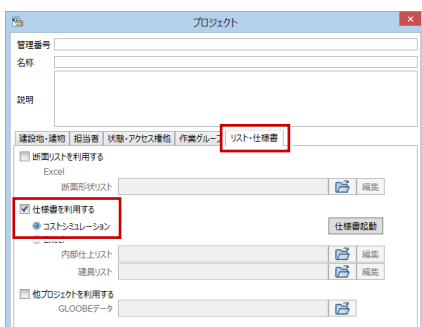 プロジェクト
管理番号
名称
説明
建設地・建物 担当者 状態・アクセス権他 作業グループ リスト・仕様書
断面リストを利用する
Excel
断面形状リスト 編集
仕様書を利用する
コストシミュレーション 仕様書起動
Excel
内部仕上リスト 編集
建具リスト 編集
他プロジェクトを利用する
GLOOBEデータ